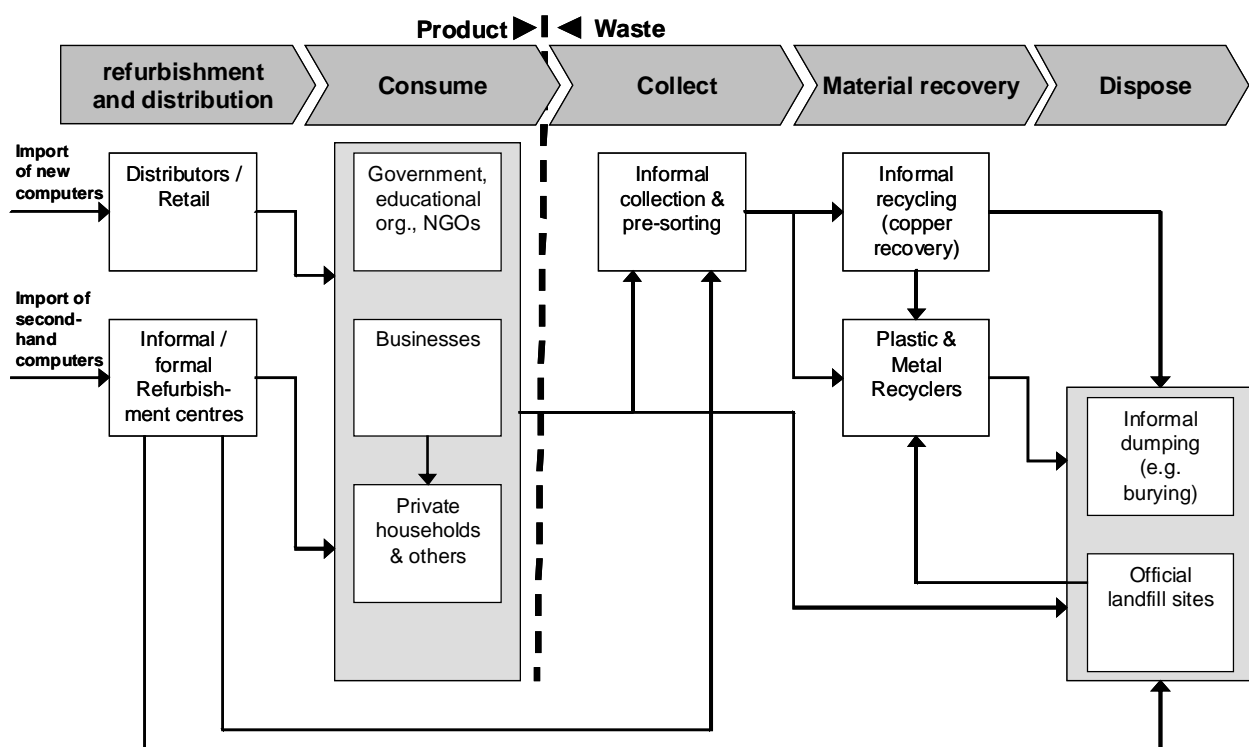 Product
Waste
refurbishment
and distribution
Consume
Collect
Material recovery
Dispose
Import
of new
computers
Distributors /
Retail
Government,
educational
org., NGOs
Informal
collection &
pre-sorting
Informal
recycling
(copper
recovery)
Import of
second-
hand
computers
Informal /
formal
Refurbish-
ment centres
Businesses
Plastic &
Metal
Recyclers
Informal
dumping
(e.g.
burying)
Private
households
& others
Official
landfill sites